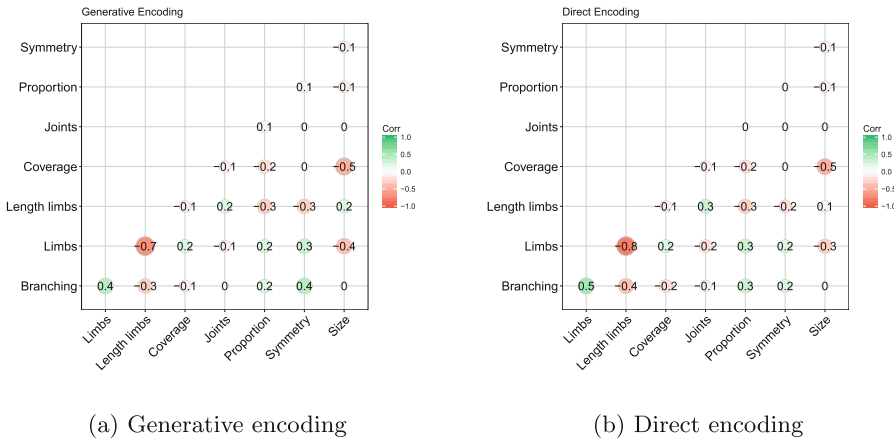 Generative Encoding
Symmetry −0.1
Proportion 0.1 −0.1
Joints 0.1 0 0
Coverage −0.1 −0.2 0 −0.5
Length limbs −0.1 0.2 −0.3 −0.3 0.2
Limbs −0.7 0.2 −0.1 0.2 0.3 −0.4
Branching 0.4 −0.3 −0.1 0 0.2 0.4 0
Limbs Length limbs Coverage Joints Proportion Symmetry Size
Corr
1.0
0.5
0.0
−0.5
−1.0
(a) Generative encoding
Direct Encoding
Symmetry −0.1
Proportion 0 −0.1
Joints 0 0 0
Coverage −0.1 −0.2 0 −0.5
Length limbs −0.1 0.3 −0.3 −0.2 0.1
Limbs −0.8 0.2 −0.2 0.3 0.2 −0.3
Branching 0.5 −0.4 −0.2 −0.1 0.3 0.2 0
Limbs Length limbs Coverage Joints Proportion Symmetry Size
Corr
1.0
0.5
0.0
−0.5
−1.0
(b) Direct encoding